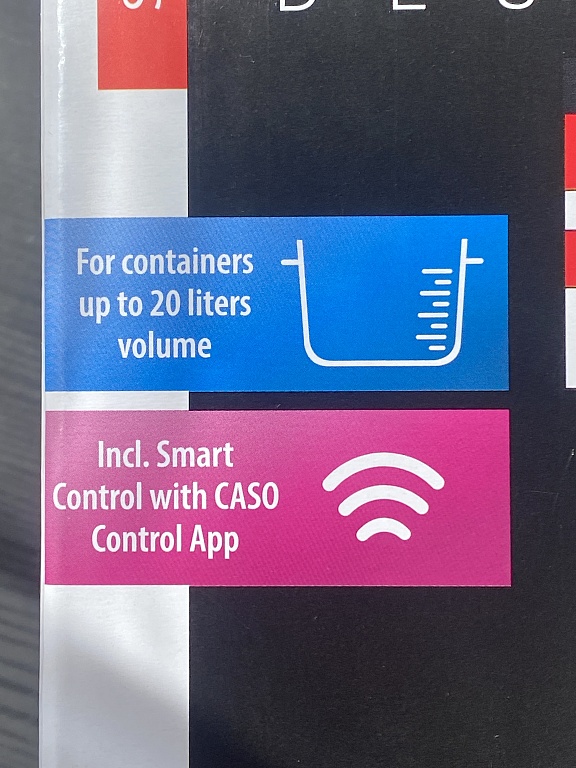 For containers
up to 20 liters
volume
Incl. Smart
Control with CASO
Control App